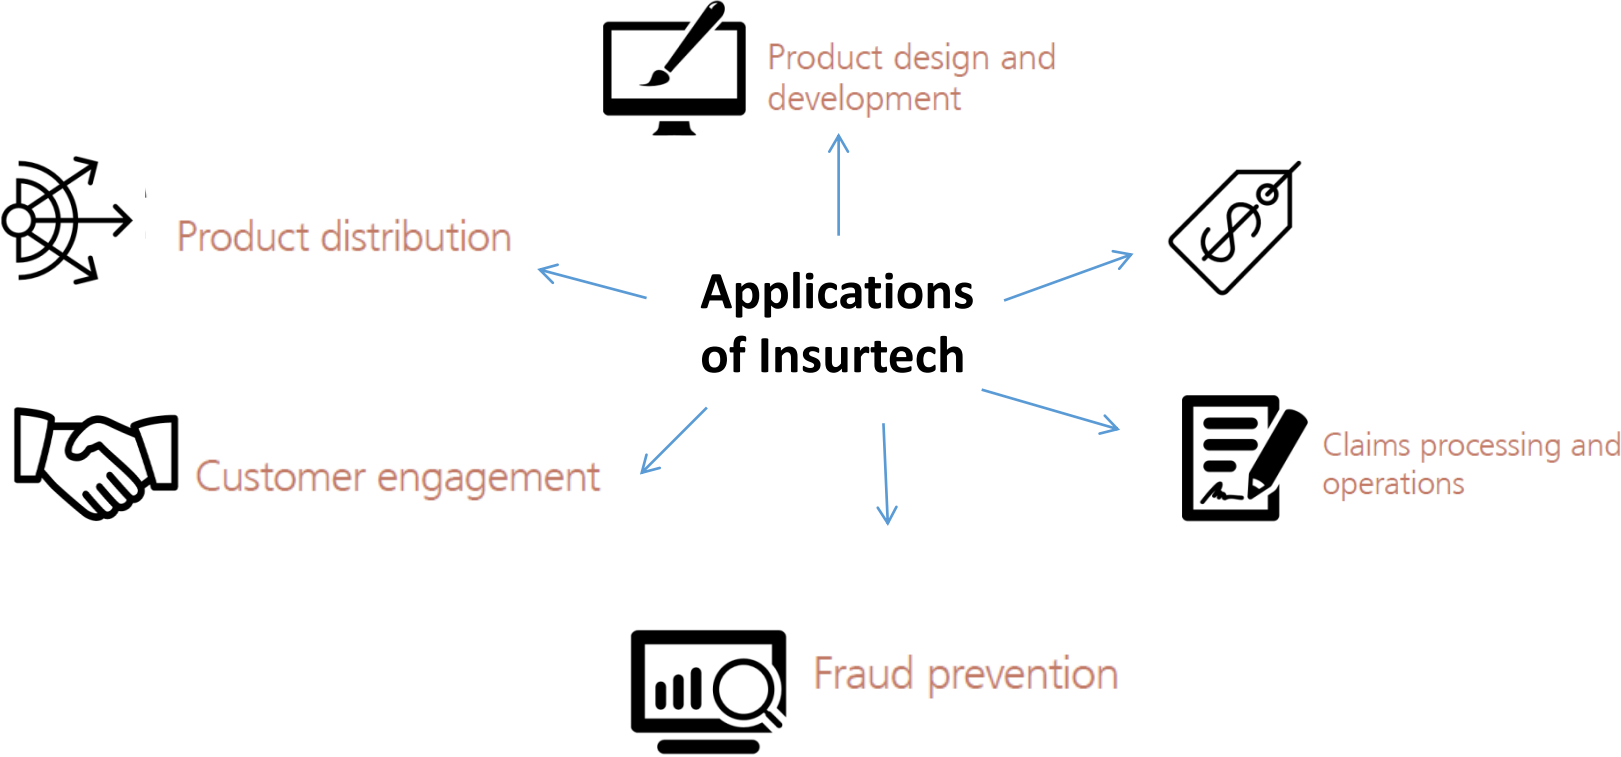 Product design and
development
Product distribution
Applications
of Insurtech
$
Claims processing and
operations
Customer engagement
Fraud prevention